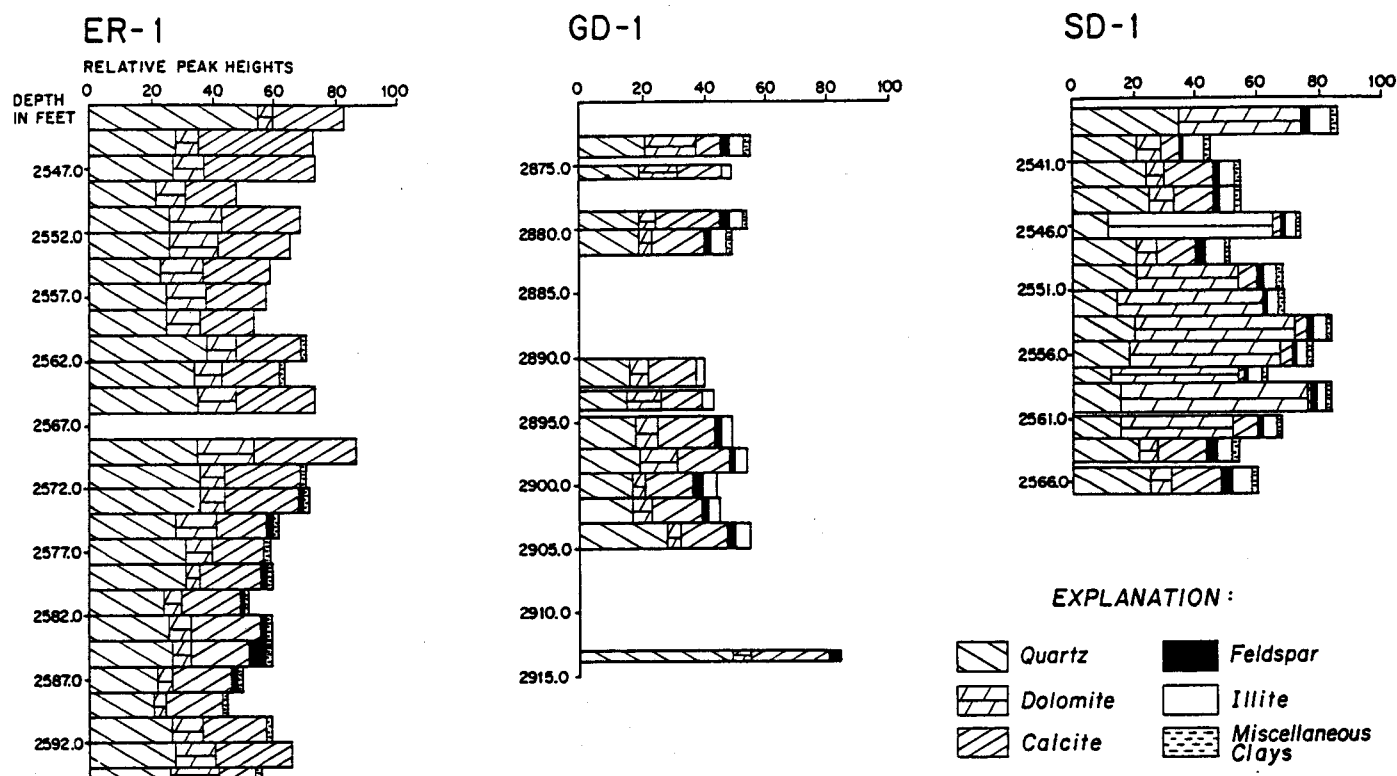 ER-1
RELATIVE PEAK HEIGHTS
0 20 40 60 80 100
DEPTH
IN FEET
2547.0
2552.0
2557.0
2562.0
2567.0
2572.0
2577.0
2582.0
2587.0
2592.0
GD-1
0 20 40 60 80 100
2875.0
2880.0
2885.0
2890.0
2895.0
2900.0
2905.0
2910.0
2915.0
SD-1
0 20 40 60 80 100
2541.0
2546.0
2551.0
2556.0
2561.0
2566.0
EXPLANATION:
Quartz
Dolomite
Calcite
Feldspar
Illite
Miscellaneous
Clays